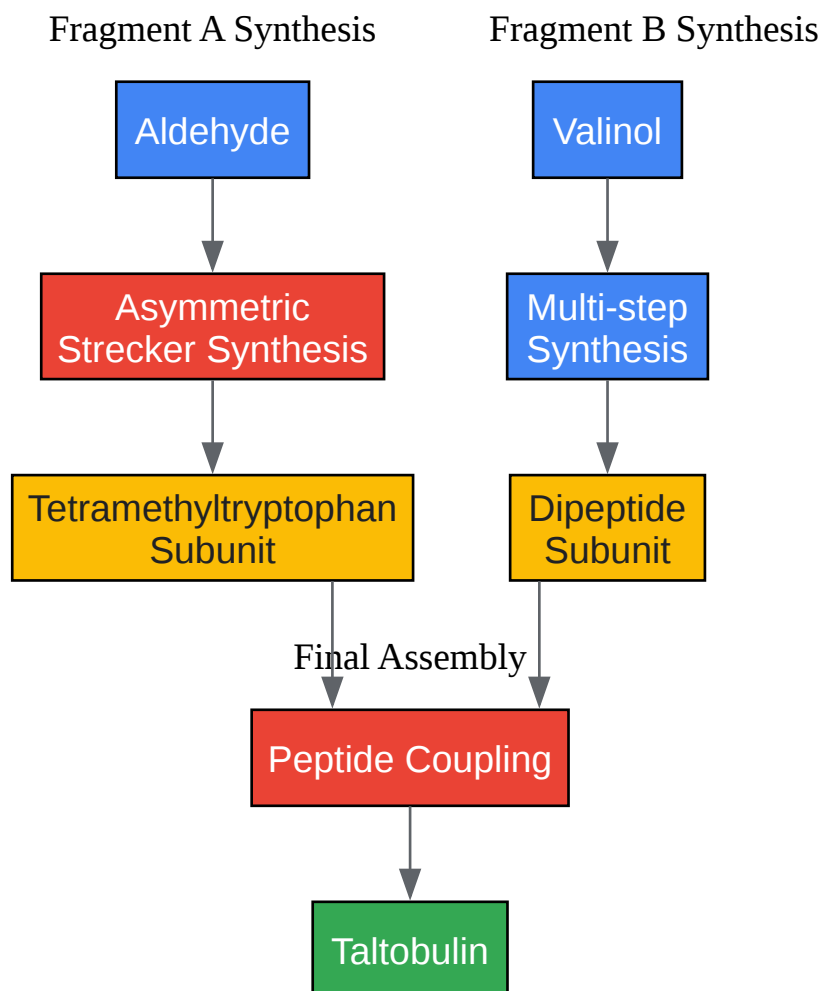 Fragment A Synthesis
Fragment B Synthesis
Aldehyde
Valinol
Asymmetric
Strecker Synthesis
Multi-step
Synthesis
Tetramethyltryptophan
Subunit
Dipeptide
Subunit
Final Assembly
Peptide Coupling
Taltobulin